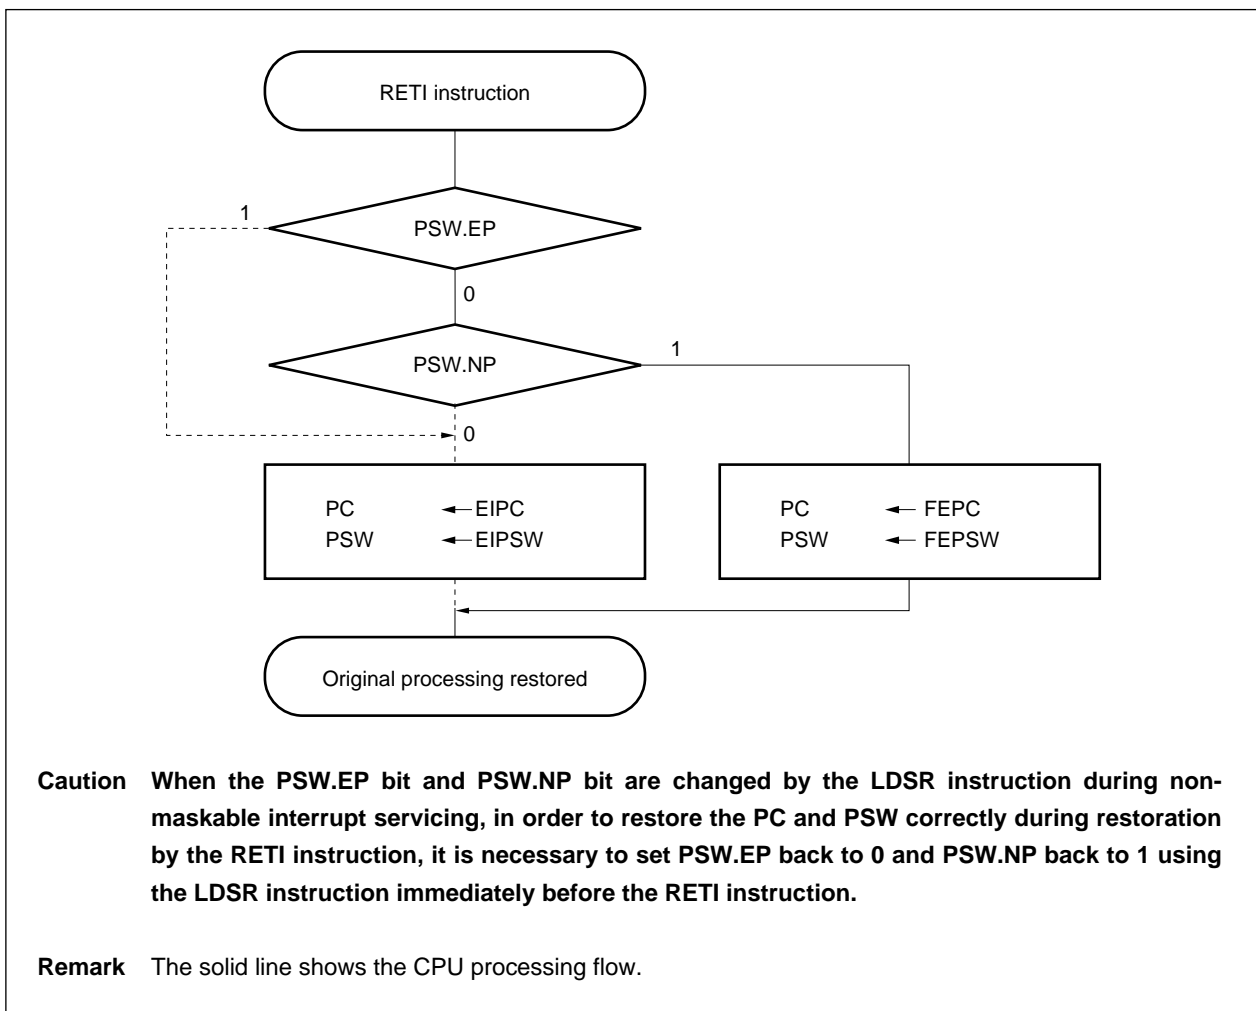 RETI instruction
1
PSW.EP
0
PSW.NP
1
0
PC ← EIPC
PSW ← EIPSW
PC ← FEPC
PSW ← FEPSW
Original processing restored
Caution When the PSW.EP bit and PSW.NP bit are changed by the LDSR instruction during non-
maskable interrupt servicing, in order to restore the PC and PSW correctly during restoration
by the RETI instruction, it is necessary to set PSW.EP back to 0 and PSW.NP back to 1 using
the LDSR instruction immediately before the RETI instruction.
Remark The solid line shows the CPU processing flow.